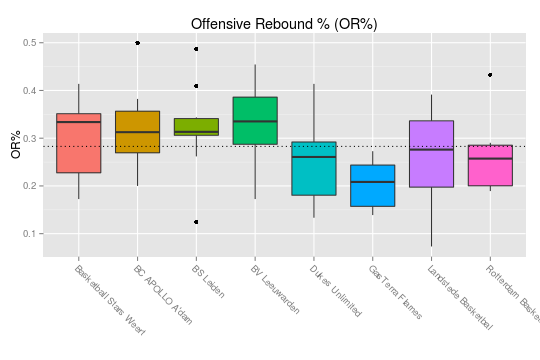 Offensive Rebound % (OR%)
OR%
0.5
0.4
0.3
0.2
0.1
Basketball Stars Weert
BC APOLLO A'dam
BS Leiden
BV Leeuwarden
Dukes Unlimited
GasTerra Flames
Landstede Basketbal
Rotterdam Baske